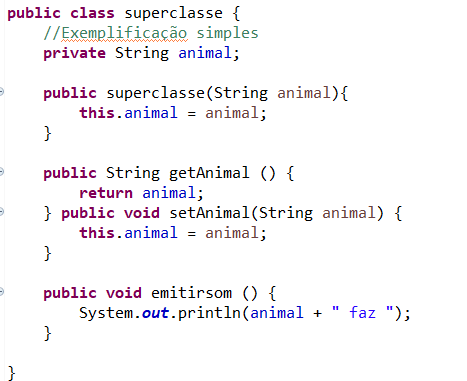 public class superclasse {
//Exemplificação simples
private String animal;
public superclasse(String animal){
this.animal = animal;
}
public String getAnimal () {
return animal;
} public void setAnimal(String animal) {
this.animal = animal;
}
public void emitirsom () {
System.out.println(animal + " faz ");
}
}